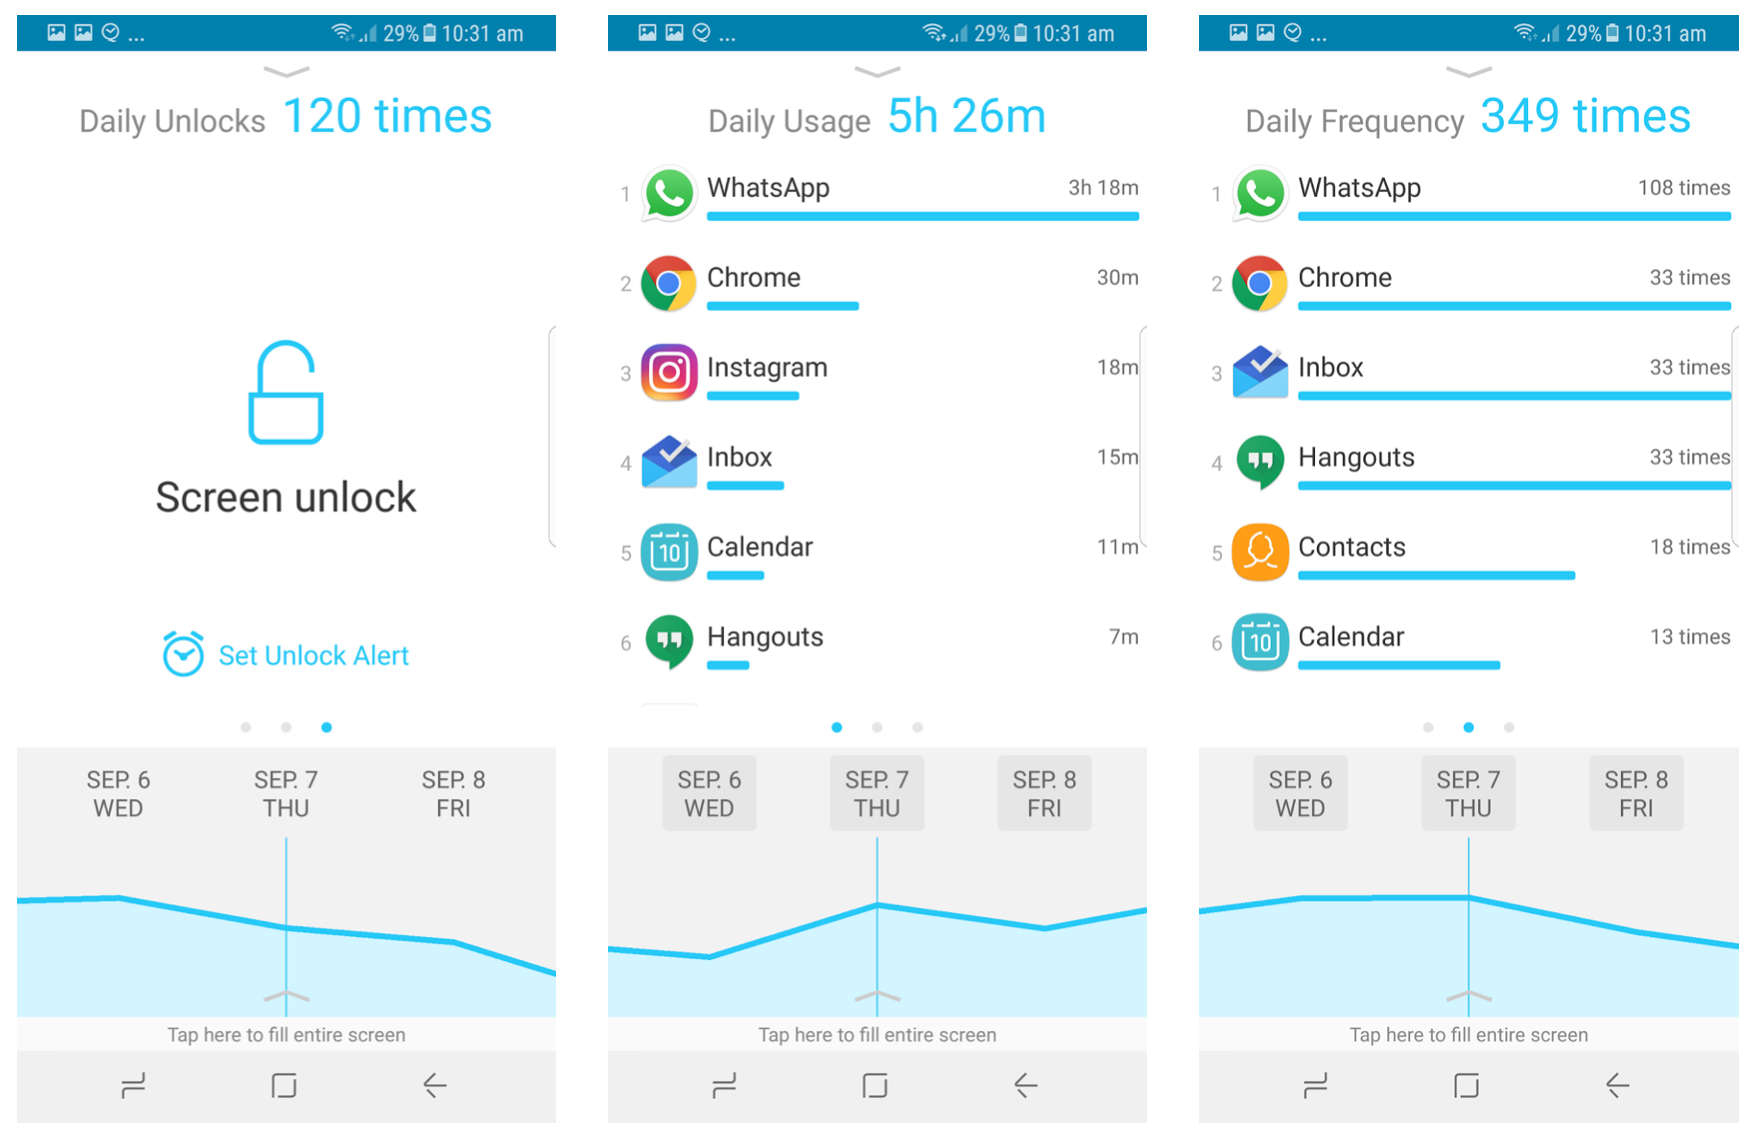 ... 29% 10:31 am
Daily Unlocks 120 times
Screen unlock
Set Unlock Alert
SEP. 6 SEP. 7 SEP. 8
WED THU FRI
Tap here to fill entire screen
... 29% 10:31 am
Daily Usage 5h 26m
1 WhatsApp 3h 18m
2 Chrome 30m
3 Instagram 18m
4 Inbox 15m
5 10 Calendar 11m
6 Hangouts 7m
SEP. 6 SEP. 7 SEP. 8
WED THU FRI
Tap here to fill entire screen
... 29% 10:31 am
Daily Frequency 349 times
1 WhatsApp 108 times
2 Chrome 33 times
3 Inbox 33 times
4 Hangouts 33 times
5 Contacts 18 times
6 10 Calendar 13 times
SEP. 6 SEP. 7 SEP. 8
WED THU FRI
Tap here to fill entire screen